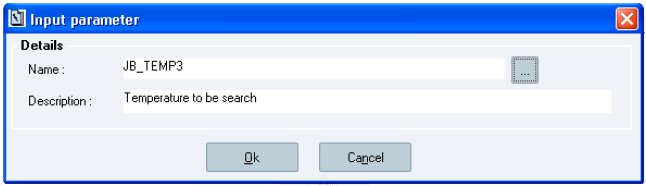 Input parameter
Details
Name : JB_TEMP3 ...
Description : Temperature to be search
Ok Cancel